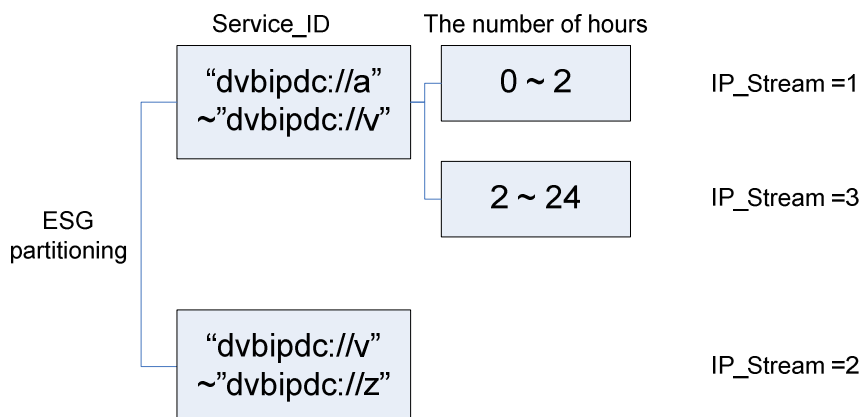 Service_ID
The number of hours
“dvbipdc://a”
~”dvbipdc://v”
0 ~ 2
IP_Stream =1
2 ~ 24
IP_Stream =3
ESG
partitioning
“dvbipdc://v”
~”dvbipdc://z”
IP_Stream =2